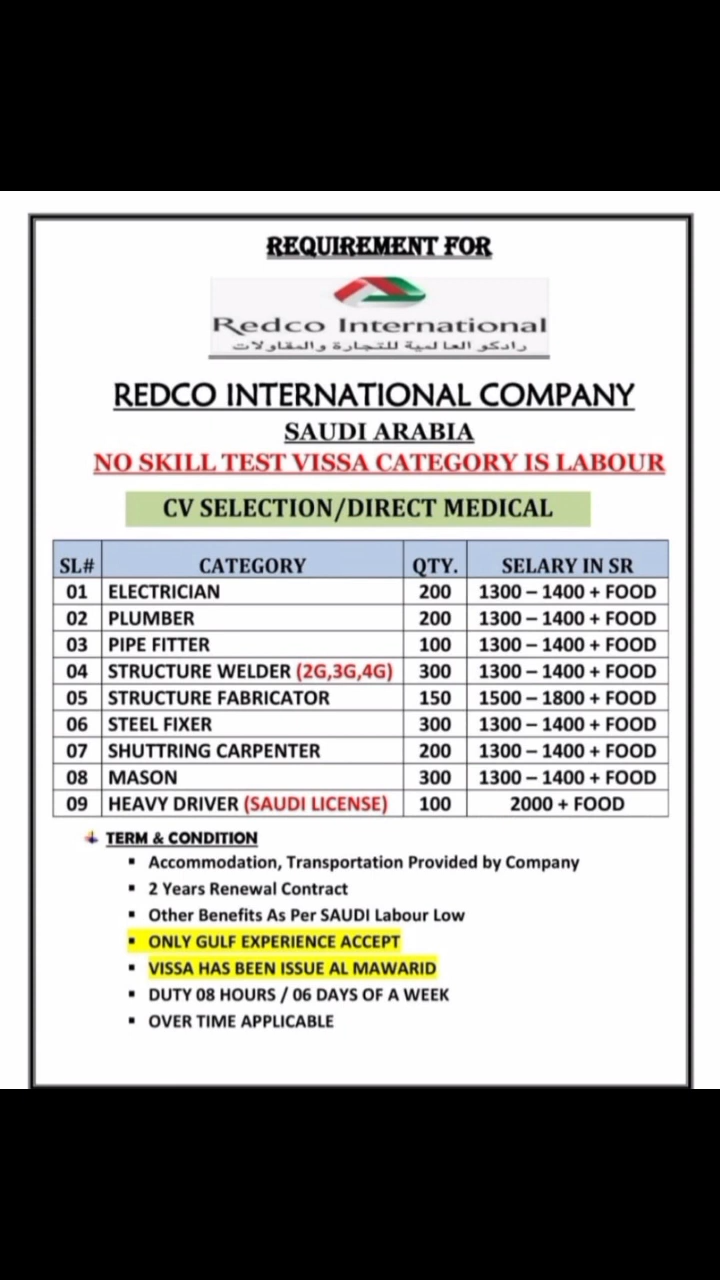 REQUIREMENT FOR
Redco International
رادكو العالمية للتجارة والمقاولات
REDCO INTERNATIONAL COMPANY
SAUDI ARABIA
NO SKILL TEST VISSA CATEGORY IS LABOUR
CV SELECTION/DIRECT MEDICAL
SL# CATEGORY QTY. SELARY IN SR
01 ELECTRICIAN 200 1300 – 1400 + FOOD
02 PLUMBER 200 1300 – 1400 + FOOD
03 PIPE FITTER 100 1300 – 1400 + FOOD
04 STRUCTURE WELDER (2G,3G,4G) 300 1300 – 1400 + FOOD
05 STRUCTURE FABRICATOR 150 1500 – 1800 + FOOD
06 STEEL FIXER 300 1300 – 1400 + FOOD
07 SHUTTRING CARPENTER 200 1300 – 1400 + FOOD
08 MASON 300 1300 – 1400 + FOOD
09 HEAVY DRIVER (SAUDI LICENSE) 100 2000 + FOOD
TERM & CONDITION
▪ Accommodation, Transportation Provided by Company
▪ 2 Years Renewal Contract
▪ Other Benefits As Per SAUDI Labour Low
▪ ONLY GULF EXPERIENCE ACCEPT
▪ VISSA HAS BEEN ISSUE AL MAWARID
▪ DUTY 08 HOURS / 06 DAYS OF A WEEK
▪ OVER TIME APPLICABLE